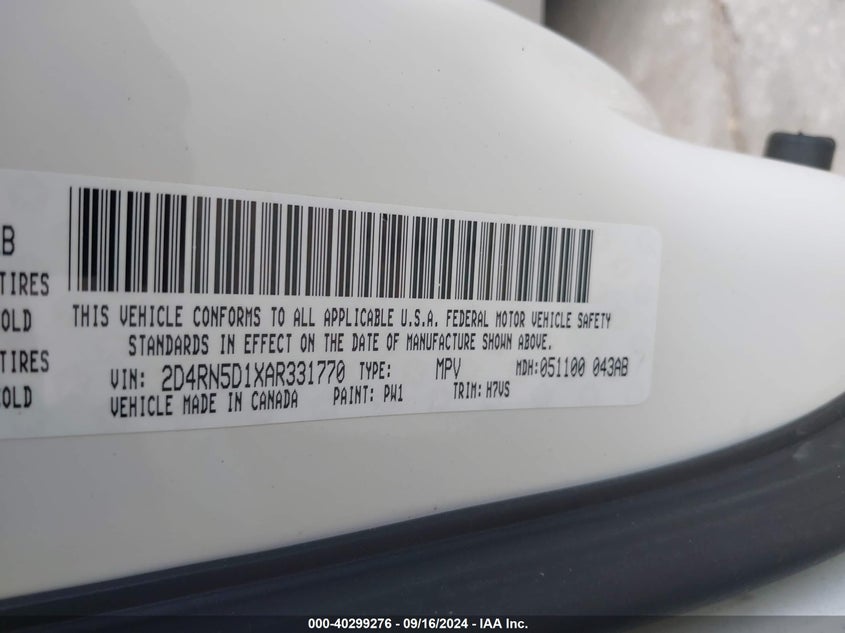 B
TIRES
OLD
TIRES
COLD
THIS VEHICLE CONFORMS TO ALL APPLICABLE U.S.A. FEDERAL MOTOR VEHICLE SAFETY
STANDARDS IN EFFECT ON THE DATE OF MANUFACTURE SHOWN ABOVE.
VIN: 2D4RN5D1XAR331770 TYPE: MPV MDH:051100 043AB
VEHICLE MADE IN CANADA PAINT: PW1 TRIM: H7VS
000-40299276 - 09/16/2024 - IAA Inc.